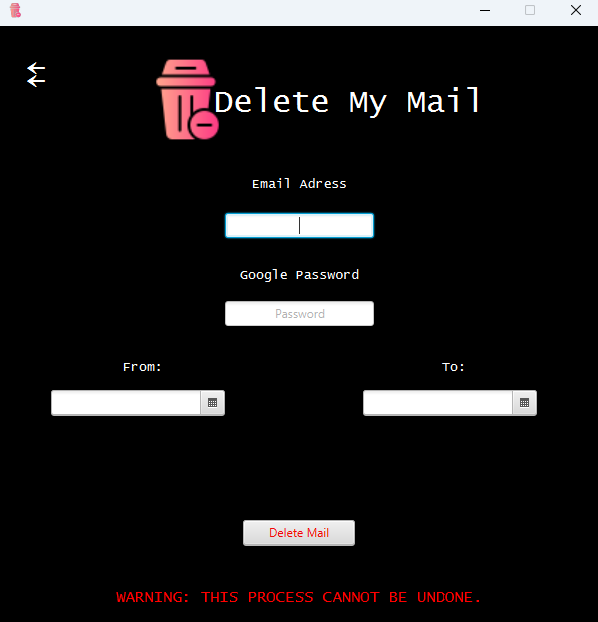 Delete My Mail
Email Adress
Google Password
Password
From:
To:
Delete Mail
WARNING: THIS PROCESS CANNOT BE UNDONE.